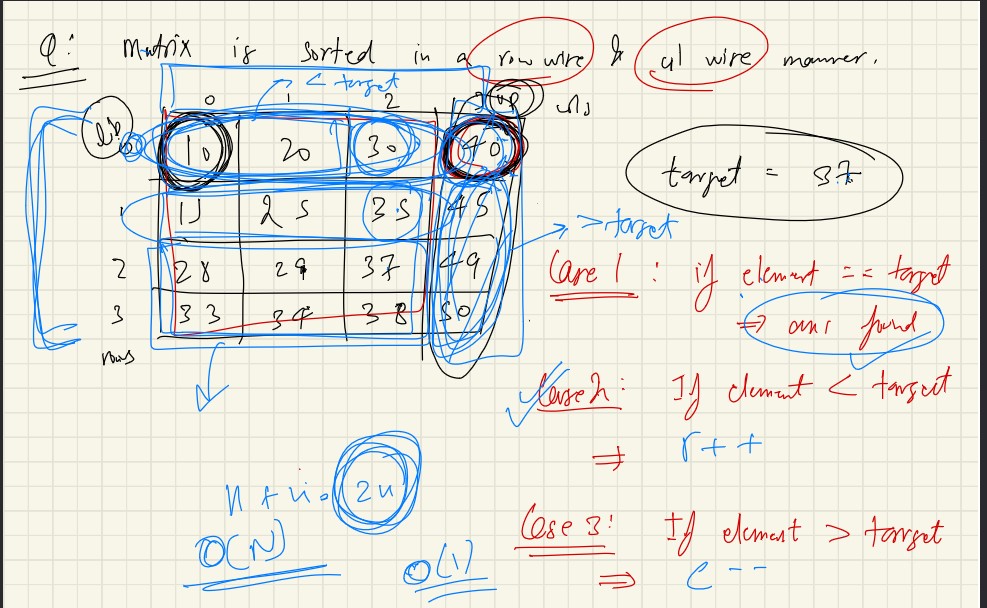 Q: Matrix is sorted in a row wise & col wise manner.
< target
0 1 2 3 up cols
lb 0 10 20 30 40
target = 37
1 11 25 35 45
> target
2 28 29 37 49
Case 1 : if element == target
3 33 34 38 50
⇒ ans found
rows
Case 2 : If element < target
⇒ r++
n + n = 2n
Case 3 : If element > target
O(N)
O(1)
⇒ c--